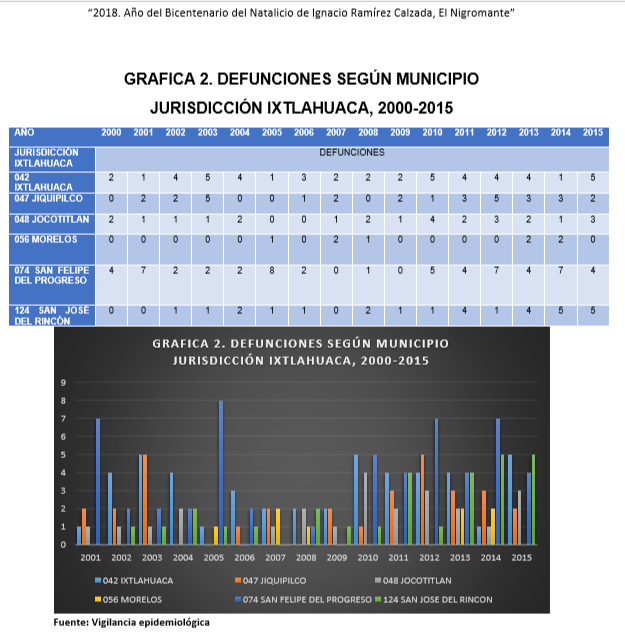 “2018. Año del Bicentenario del Natalicio de Ignacio Ramírez Calzada, El Nigromante”
GRAFICA 2. DEFUNCIONES SEGÚN MUNICIPIO
JURISDICCIÓN IXTLAHUACA, 2000-2015
AÑO 2000 2001 2002 2003 2004 2005 2006 2007 2008 2009 2010 2011 2012 2013 2014 2015
JURISDICCIÓN
IXTLAHUACA
DEFUNCIONES
042
IXTLAHUACA
2 1 4 5 4 1 3 2 2 2 5 4 4 4 1 5
047 JIQUIPILCO 0 2 2 5 0 0 1 2 0 2 1 3 5 3 3 2
048 JOCOTITLAN 2 1 1 1 2 0 0 1 2 1 4 2 3 2 1 3
056 MORELOS 0 0 0 0 0 1 0 2 1 0 0 0 0 2 2 0
074 SAN FELIPE
DEL PROGRESO
4 7 2 2 2 8 2 0 1 0 5 4 7 4 7 4
124 SAN JOSÉ
DEL RINCÓN
0 0 1 1 2 1 1 0 2 1 1 4 1 4 5 5
GRAFICA 2. DEFUNCIONES SEGÚN MUNICIPIO
JURISDICCIÓN IXTLAHUACA, 2000-2015
9
8
7
6
5
4
3
2
1
0
2001 2002 2003 2004 2005 2006 2007 2008 2009 2010 2011 2012 2013 2014 2015
042 IXTLAHUACA 047 JIQUIPILCO 048 JOCOTITLAN
056 MORELOS 074 SAN FELIPE DEL PROGRESO 124 SAN JOSE DEL RINCON
Fuente: Vigilancia epidemiológica